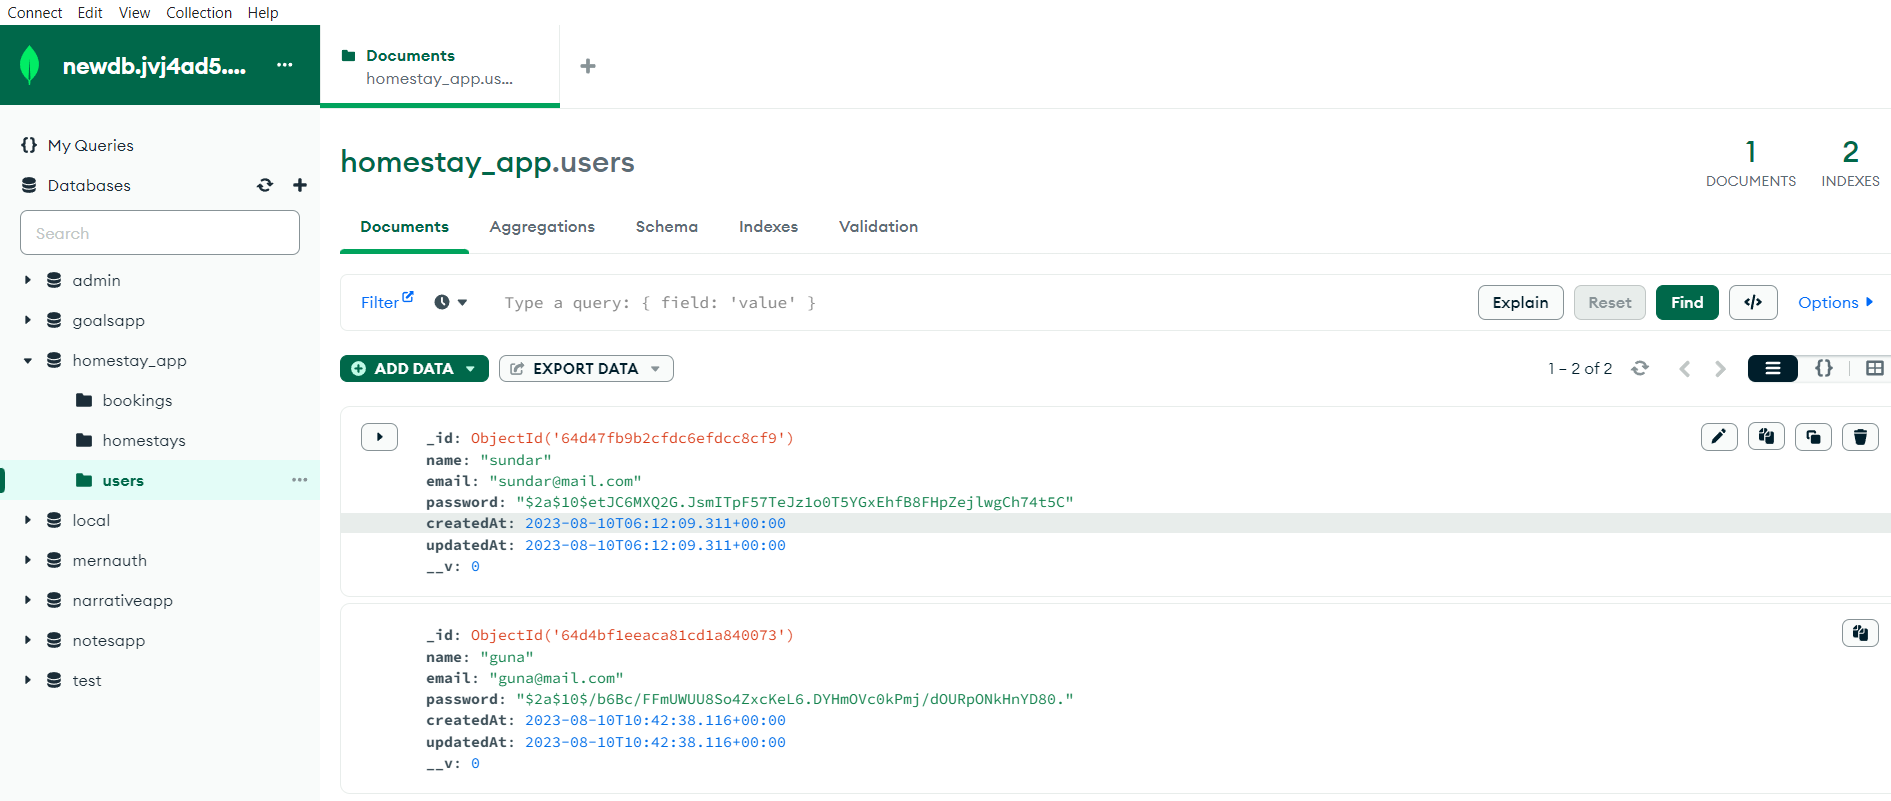 Connect Edit View Collection Help
newdb.jvj4ad5.... ...
Documents
homestay_app.us...
My Queries
Databases
Search
admin
goalsapp
homestay_app
bookings
homestays
users
local
mernauth
narrativeapp
notesapp
test
homestay_app.users
1 2
DOCUMENTS INDEXES
Documents Aggregations Schema Indexes Validation
Filter Type a query: { field: 'value' } Explain Reset Find </> Options
ADD DATA EXPORT DATA 1 – 2 of 2 {}
_id: ObjectId('64d47fb9b2cfdc6efdcc8cf9')
name: "sundar"
email: "sundar@mail.com"
password: "$2a$10$etJC6MXQ2G.JsmITpF57TeJz1o0T5YGxEhfB8FHpZejlwgCh74t5C"
createdAt: 2023-08-10T06:12:09.311+00:00
updatedAt: 2023-08-10T06:12:09.311+00:00
__v: 0
_id: ObjectId('64d4bf1eeaca81cd1a840073')
name: "guna"
email: "guna@mail.com"
password: "$2a$10$/b6Bc/FFmUWUU8So4ZxcKeL6.DYHmOVc0kPmj/dOURpONkHnYD80."
createdAt: 2023-08-10T10:42:38.116+00:00
updatedAt: 2023-08-10T10:42:38.116+00:00
__v: 0